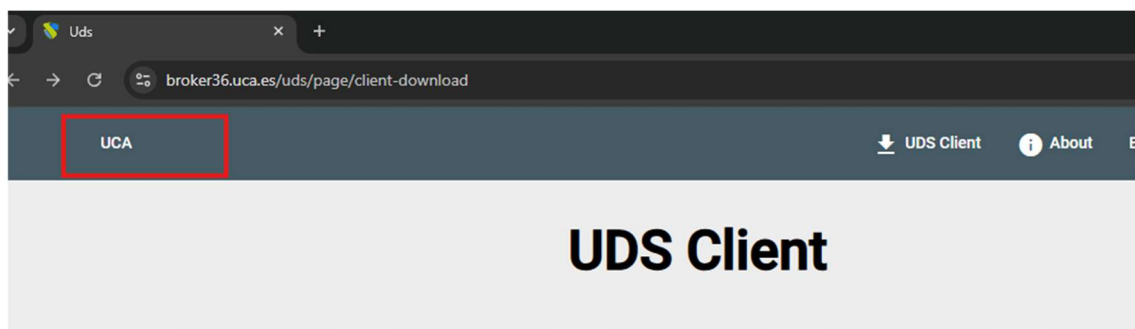 Uds
broker36.uca.es/uds/page/client-download
UCA UDS Client About E
UDS Client